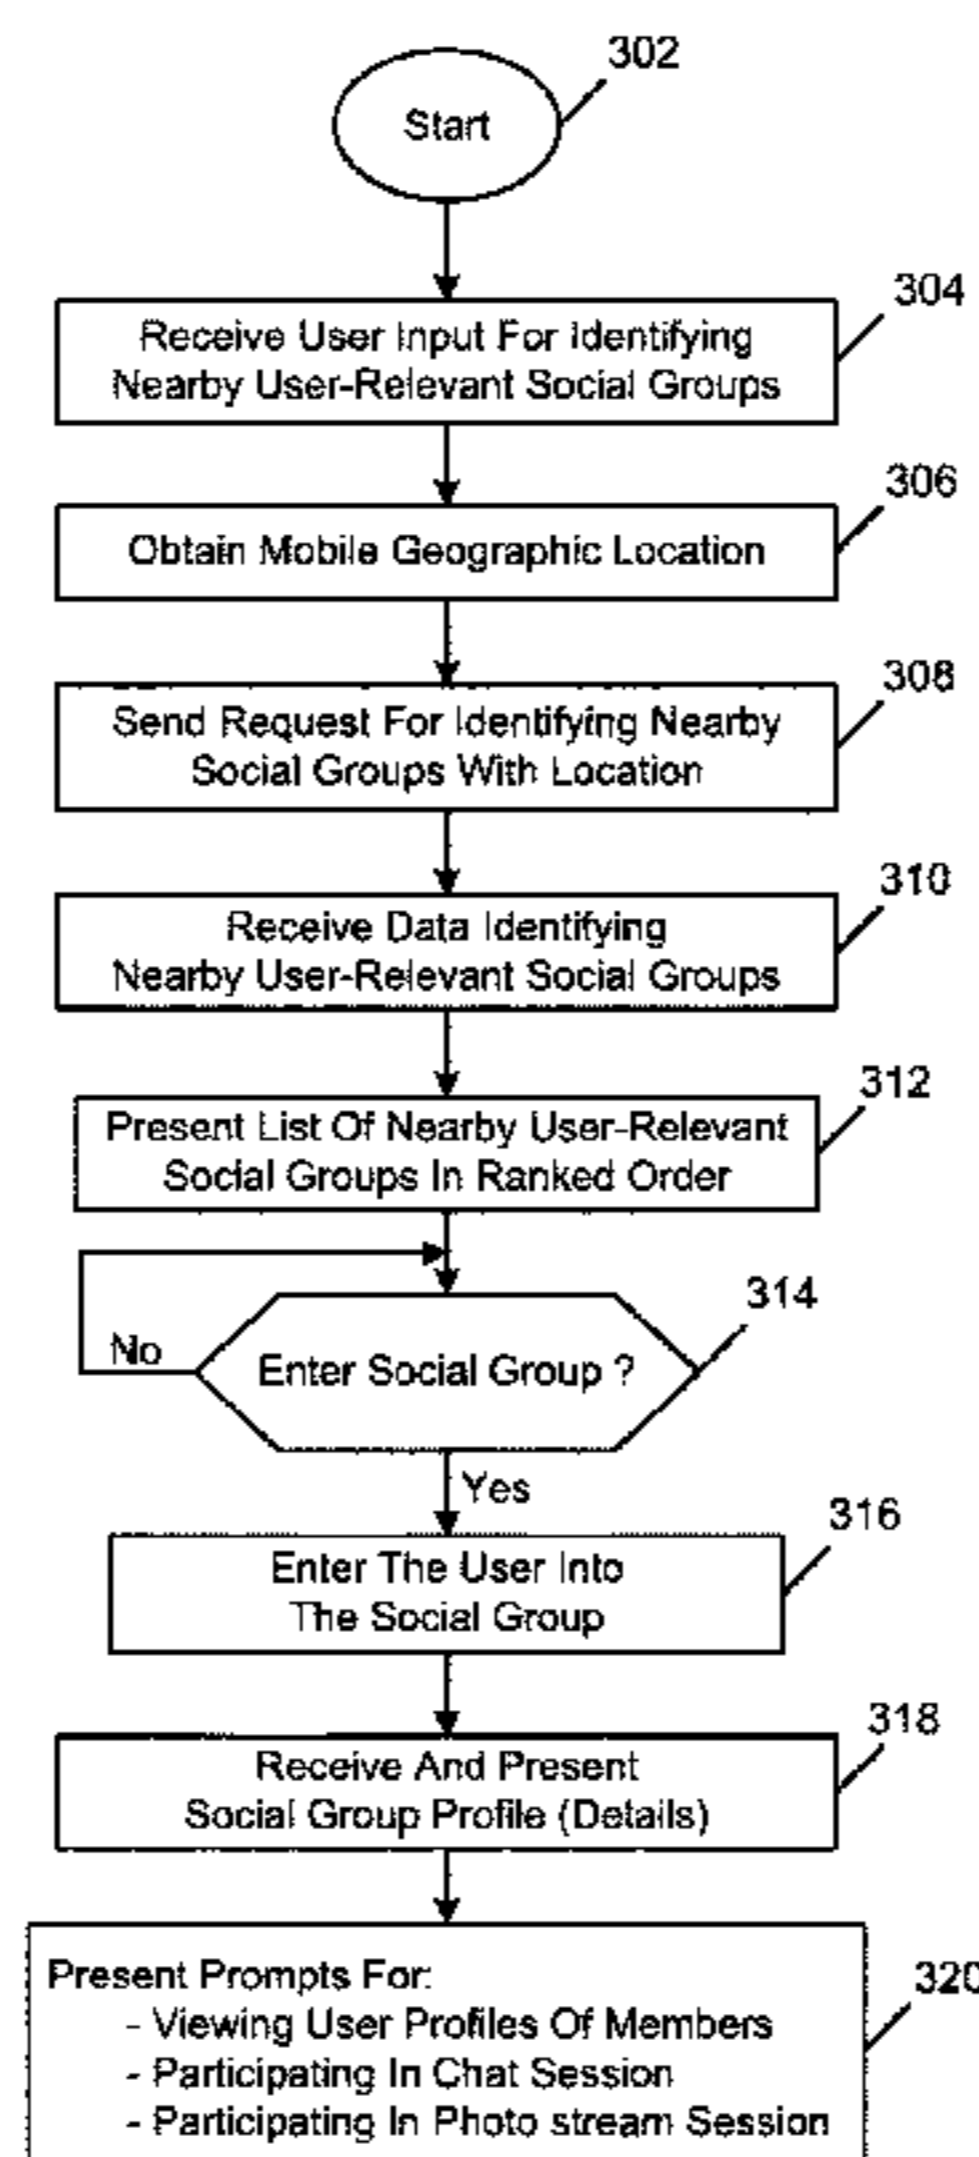 302
Start
304
Receive User Input For Identifying
Nearby User-Relevant Social Groups
306
Obtain Mobile Geographic Location
308
Send Request For Identifying Nearby
Social Groups With Location
310
Receive Data Identifying
Nearby User-Relevant Social Groups
312
Present List Of Nearby User-Relevant
Social Groups In Ranked Order
314
No
Enter Social Group ?
Yes
316
Enter The User Into
The Social Group
318
Receive And Present
Social Group Profile (Details)
320
Present Prompts For:
- Viewing User Profiles Of Members
- Participating In Chat Session
- Participating In Photo stream Session